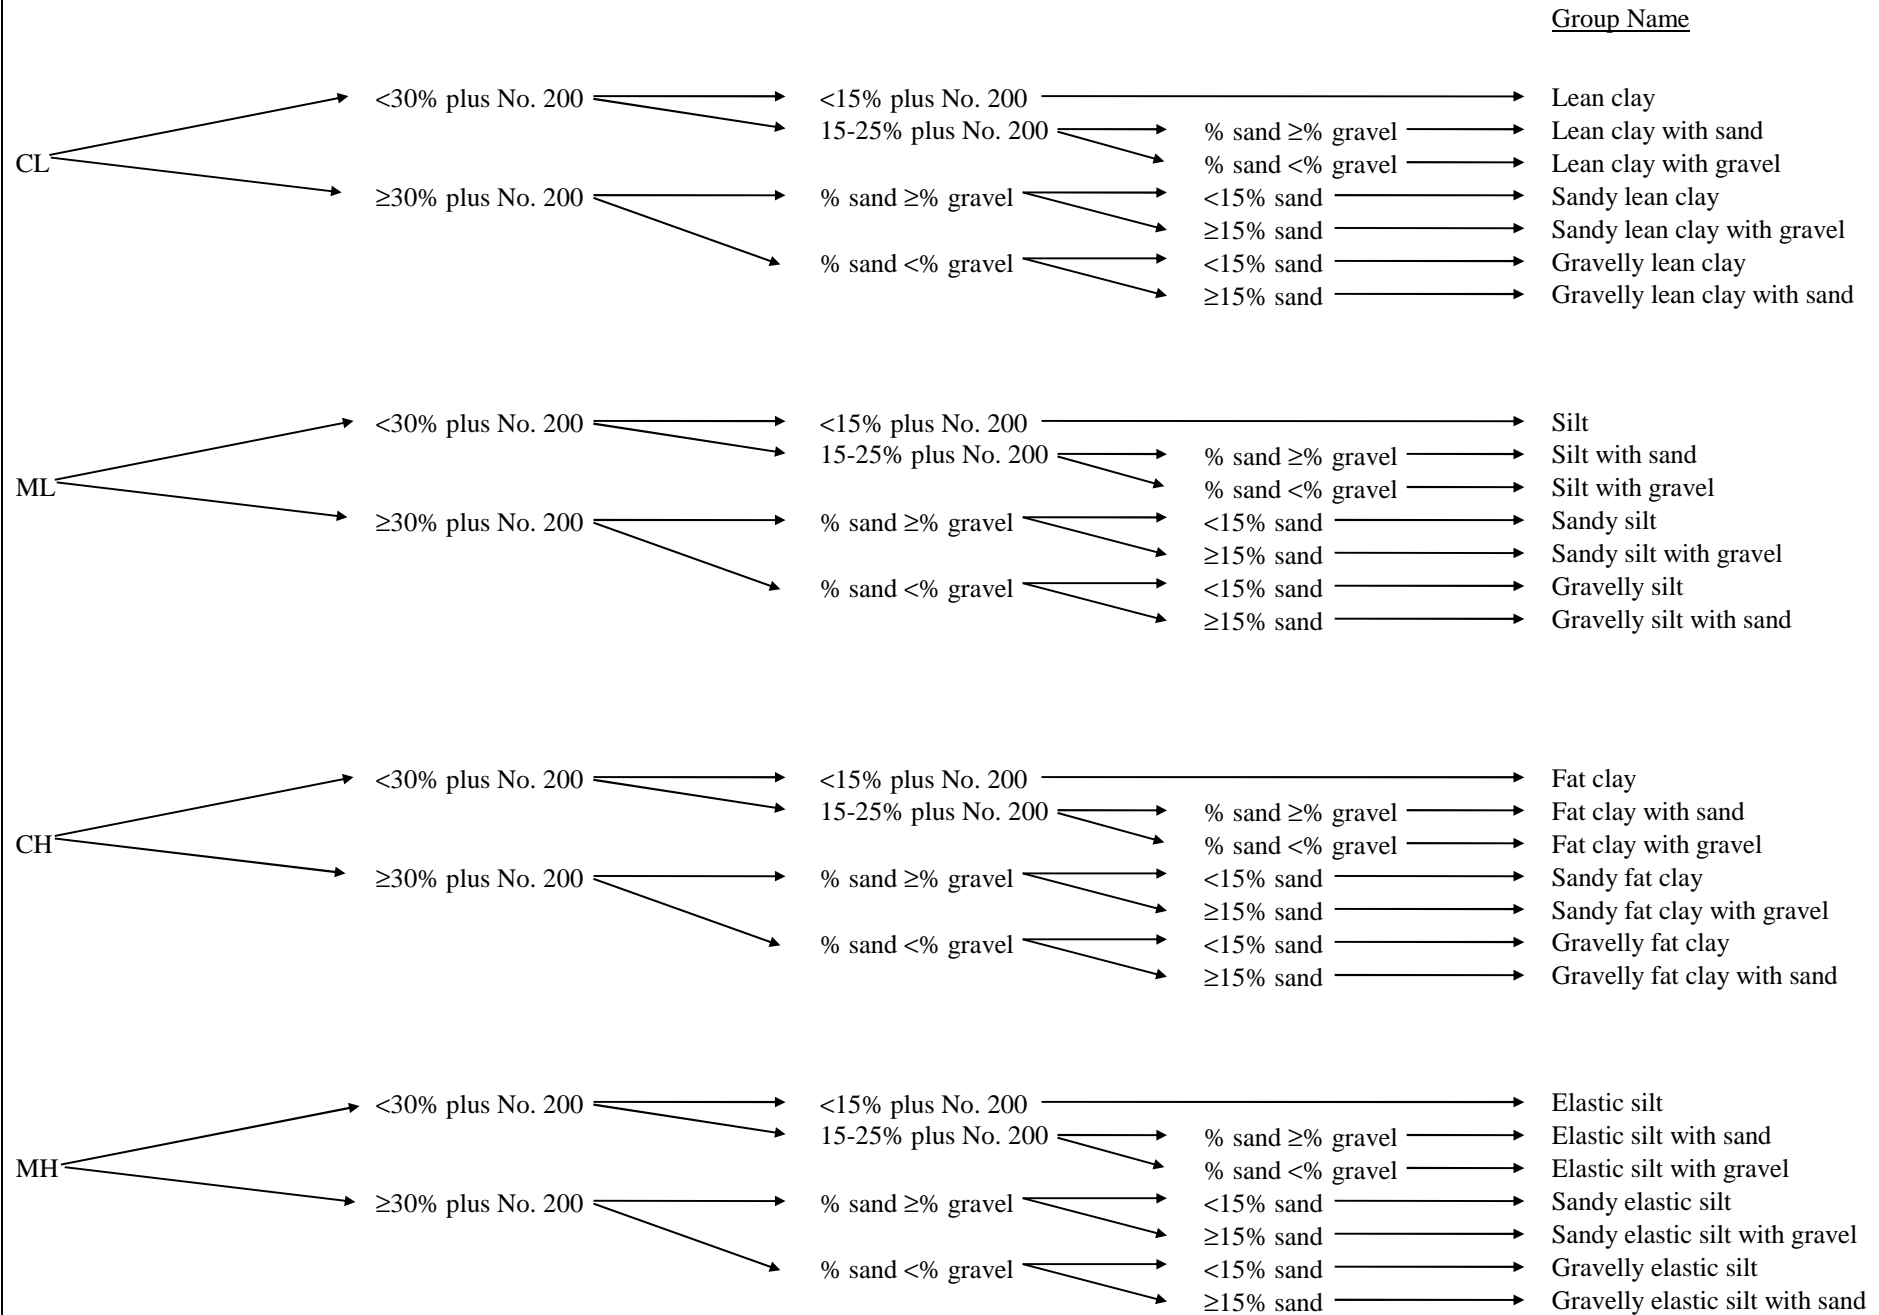 Group Name
<30% plus No. 200 <15% plus No. 200 Lean clay
15-25% plus No. 200 % sand ≥% gravel Lean clay with sand
CL % sand <% gravel Lean clay with gravel
≥30% plus No. 200 % sand ≥% gravel <15% sand Sandy lean clay
≥15% sand Sandy lean clay with gravel
% sand <% gravel <15% sand Gravelly lean clay
≥15% sand Gravelly lean clay with sand
<30% plus No. 200 <15% plus No. 200 Silt
15-25% plus No. 200 % sand ≥% gravel Silt with sand
ML % sand <% gravel Silt with gravel
≥30% plus No. 200 % sand ≥% gravel <15% sand Sandy silt
≥15% sand Sandy silt with gravel
% sand <% gravel <15% sand Gravelly silt
≥15% sand Gravelly silt with sand
<30% plus No. 200 <15% plus No. 200 Fat clay
15-25% plus No. 200 % sand ≥% gravel Fat clay with sand
CH % sand <% gravel Fat clay with gravel
≥30% plus No. 200 % sand ≥% gravel <15% sand Sandy fat clay
≥15% sand Sandy fat clay with gravel
% sand <% gravel <15% sand Gravelly fat clay
≥15% sand Gravelly fat clay with sand
<30% plus No. 200 <15% plus No. 200 Elastic silt
15-25% plus No. 200 % sand ≥% gravel Elastic silt with sand
MH % sand <% gravel Elastic silt with gravel
≥30% plus No. 200 % sand ≥% gravel <15% sand Sandy elastic silt
≥15% sand Sandy elastic silt with gravel
% sand <% gravel <15% sand Gravelly elastic silt
≥15% sand Gravelly elastic silt with sand